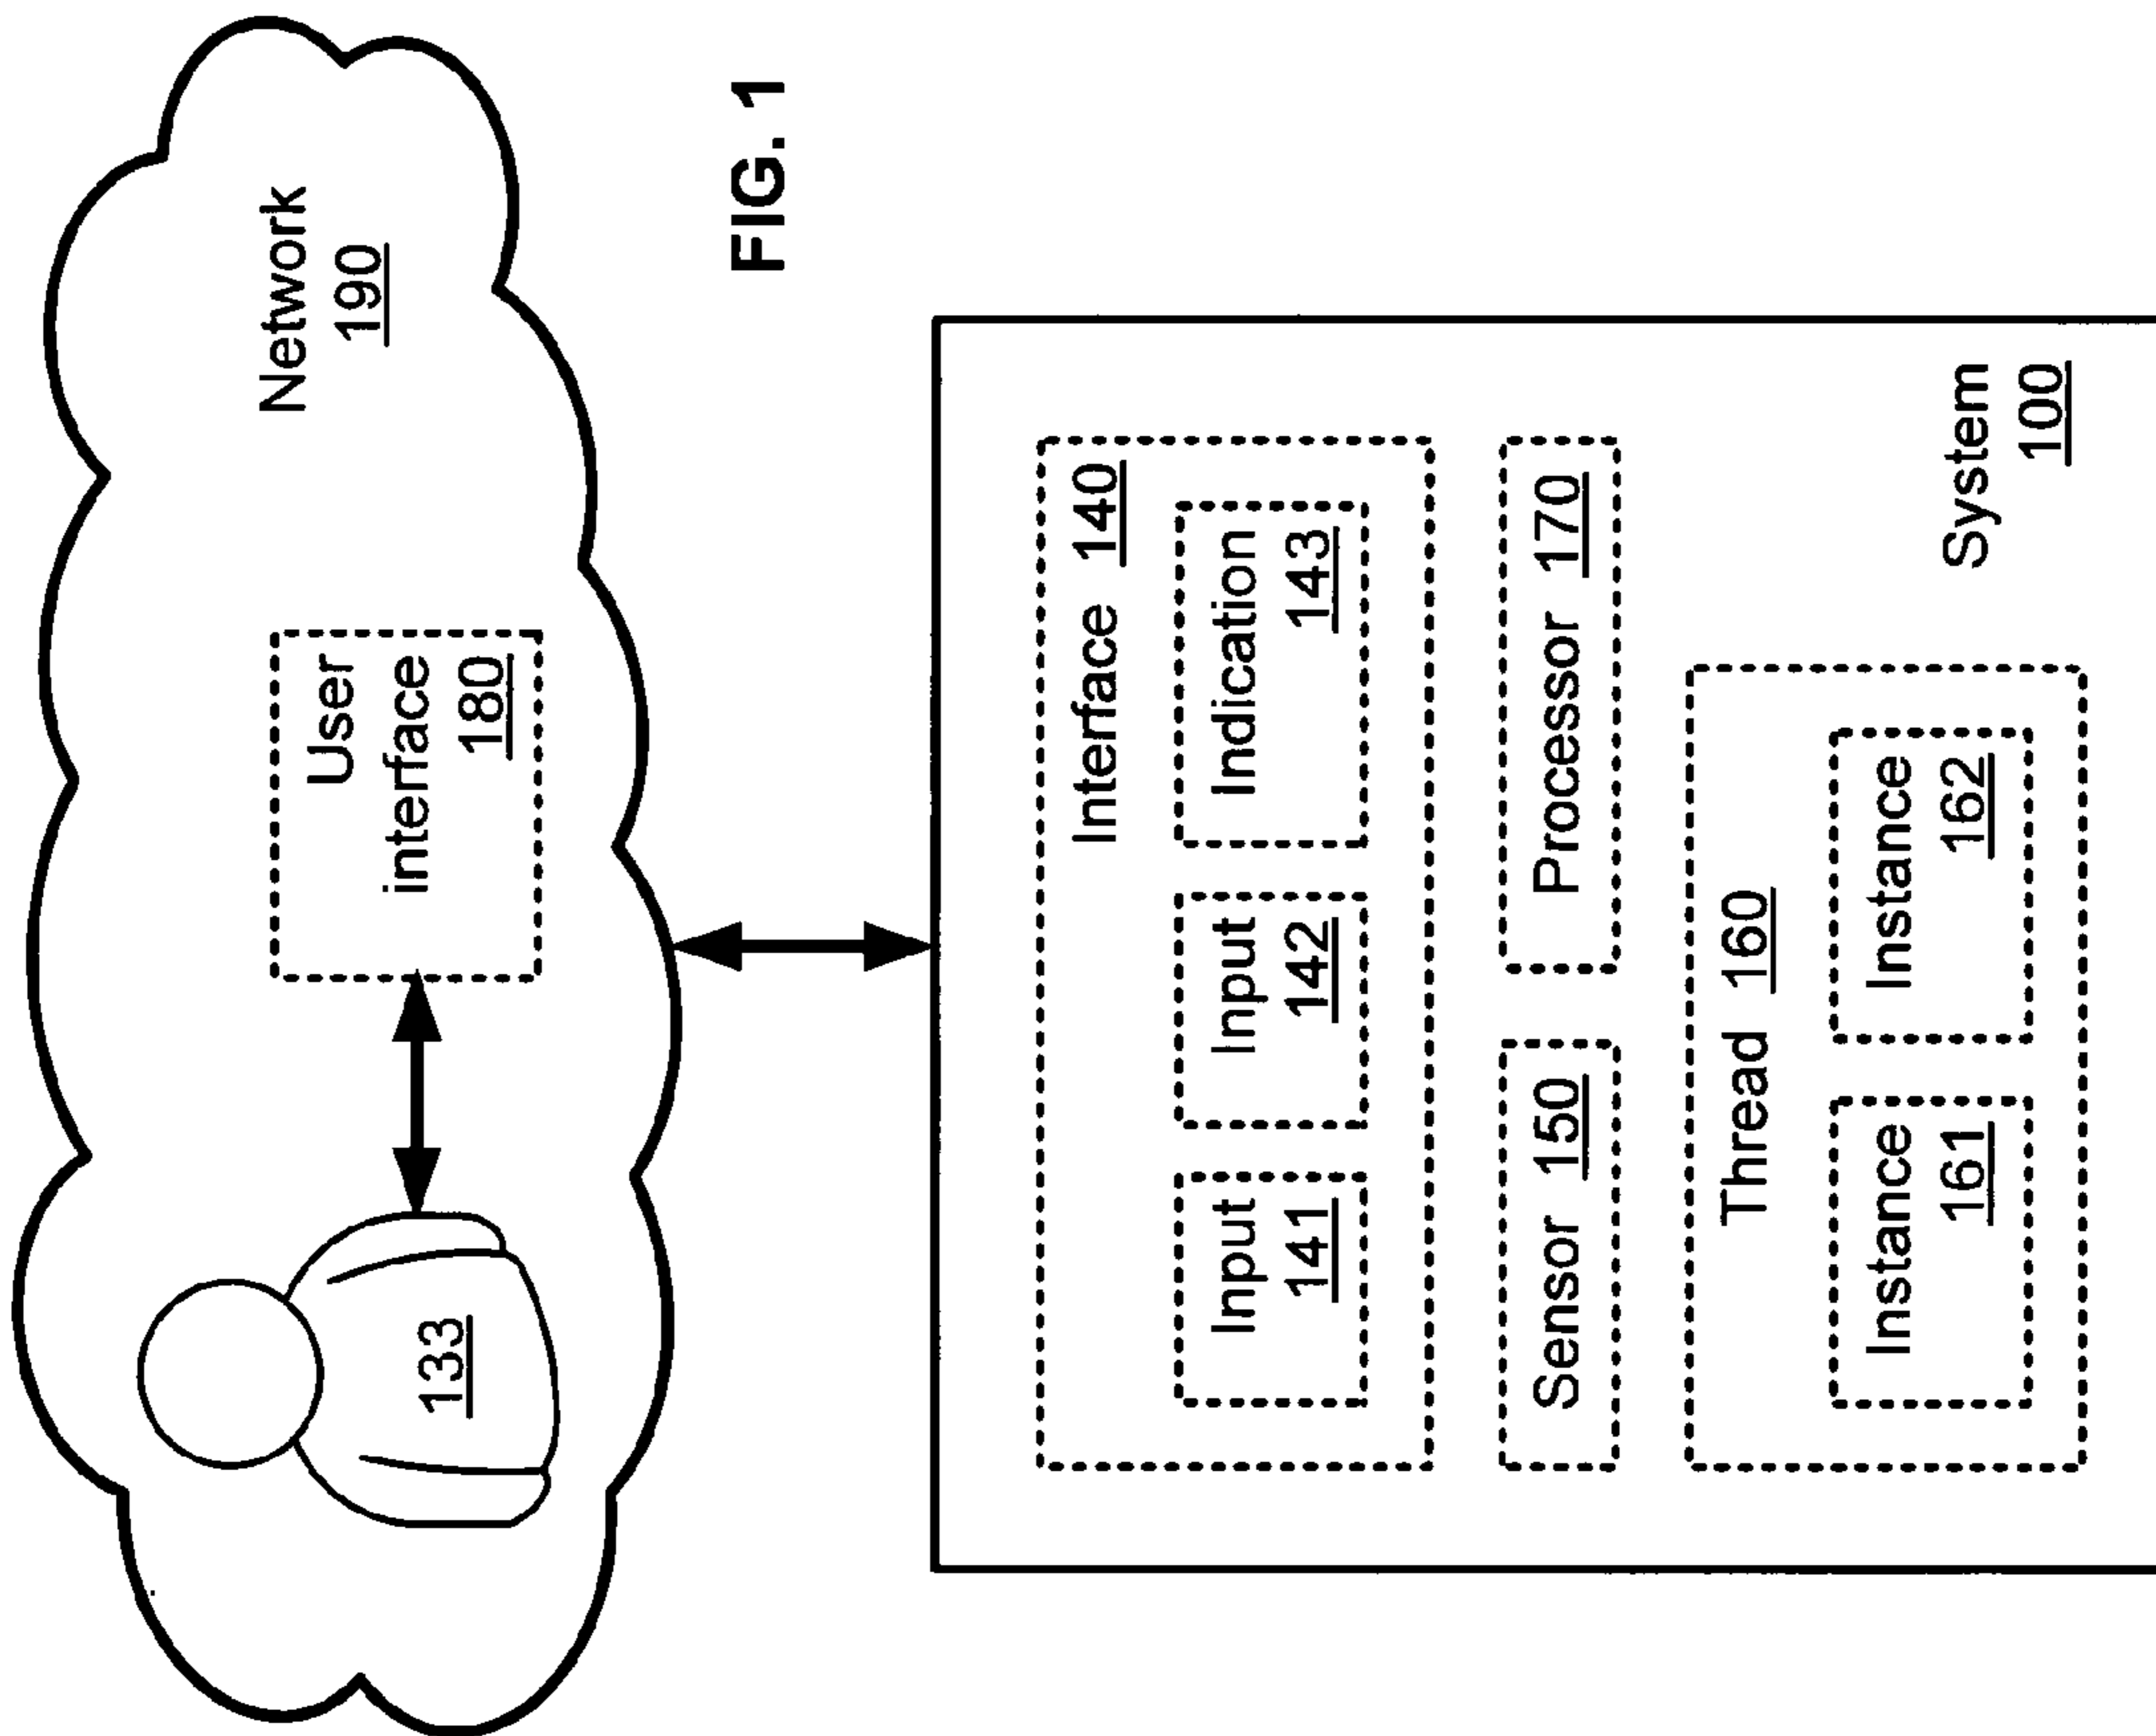 Network
190
User
interface
180
133
FIG. 1
Interface 140
Input
141
Input
142
Indication
143
Sensor 150
Processor 170
Thread 160
Instance
161
Instance
162
System
100